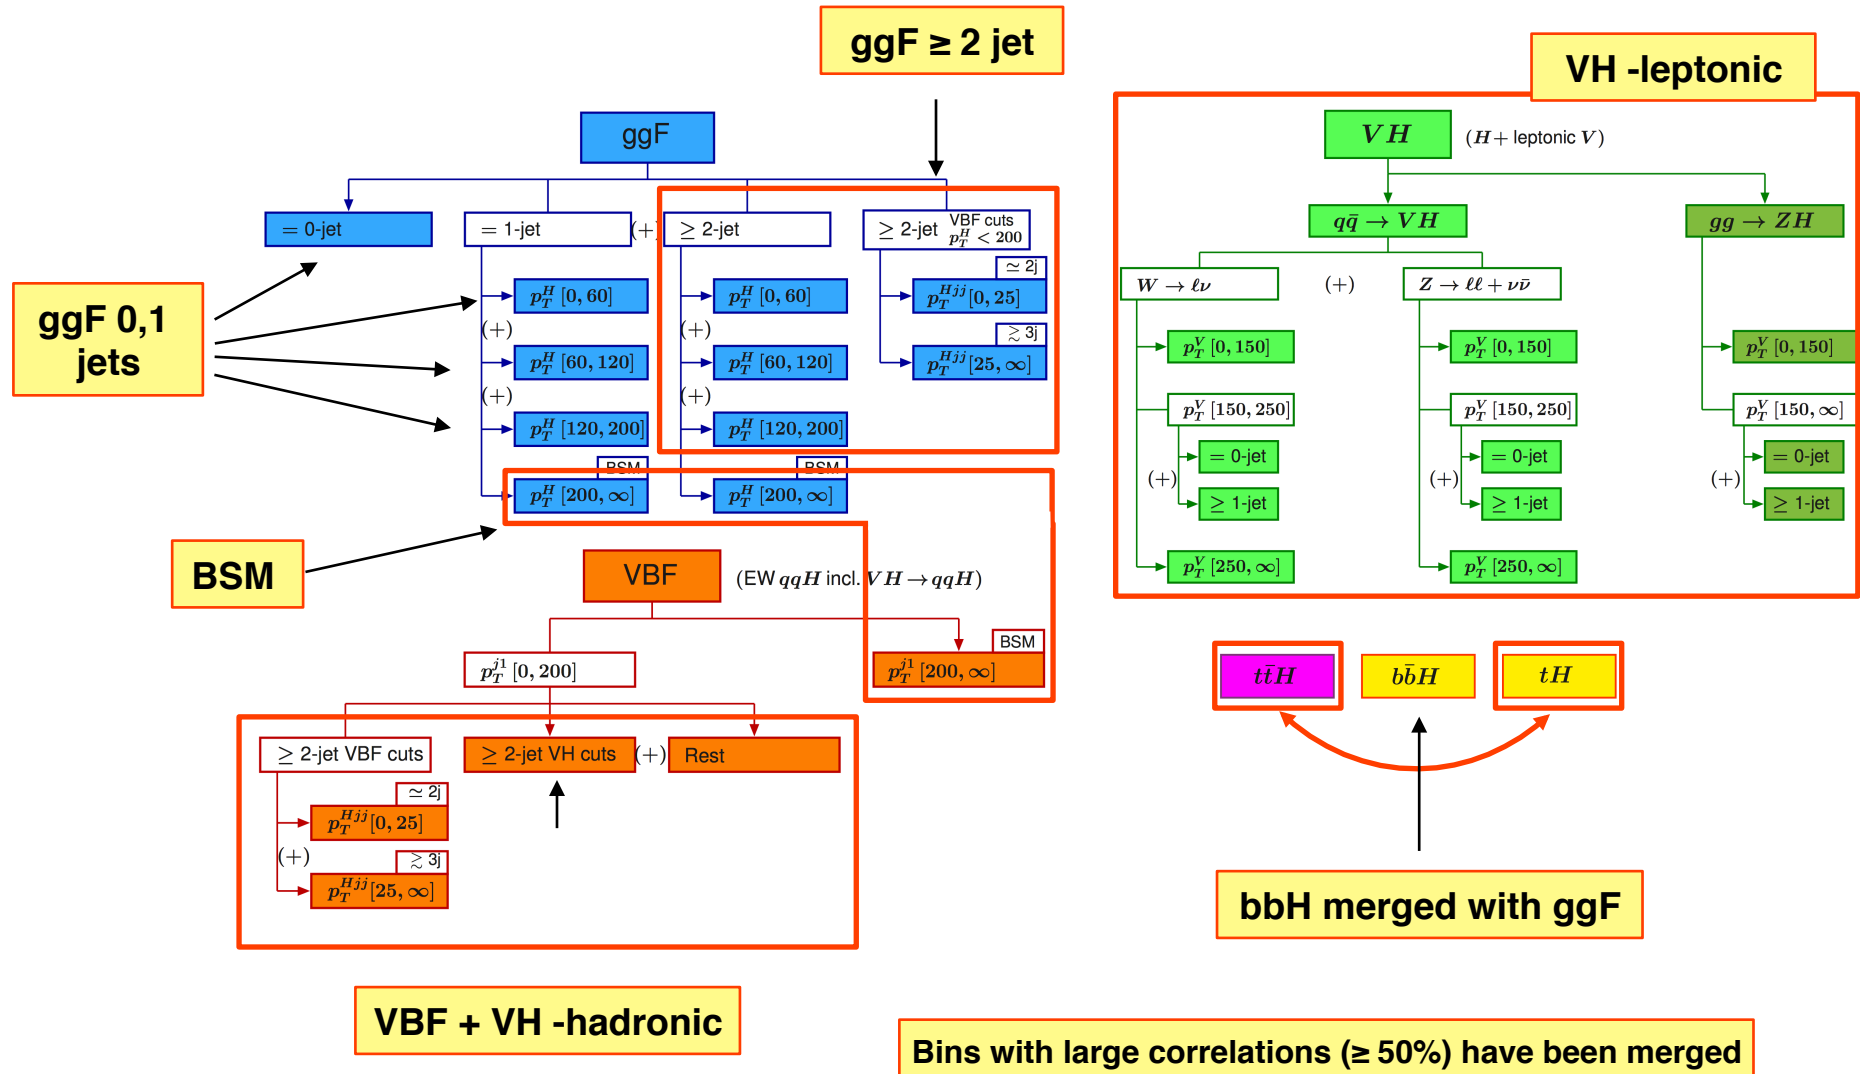 ggF ≥ 2 jet
VH -leptonic
ggF
VH (H + leptonic V)
= 0-jet
= 1-jet
(+)
≥ 2-jet
≥ 2-jet VBF cuts
p_T^H < 200
qq̄ → VH
gg → ZH
≃ 2j
W → ℓν
(+)
Z → ℓℓ + νν̄
p_T^H [0, 60]
p_T^H [0, 60]
p_T^{Hjj} [0, 25]
ggF 0,1
jets
(+)
(+)
≳ 3j
p_T^H [60, 120]
p_T^H [60, 120]
p_T^{Hjj} [25, ∞]
p_T^V [0, 150]
p_T^V [0, 150]
p_T^V [0, 150]
(+)
(+)
p_T^V [150, 250]
p_T^V [150, 250]
p_T^V [150, ∞]
p_T^H [120, 200]
p_T^H [120, 200]
= 0-jet
= 0-jet
= 0-jet
BSM
BSM
(+)
(+)
(+)
p_T^H [200, ∞]
p_T^H [200, ∞]
≥ 1-jet
≥ 1-jet
≥ 1-jet
BSM
VBF
(EW qqH incl. VH → qqH)
p_T^V [250, ∞]
p_T^V [250, ∞]
BSM
p_T^{j1} [0, 200]
p_T^{j1} [200, ∞]
tt̄H
bb̄H
tH
≥ 2-jet VBF cuts
≥ 2-jet VH cuts
(+)
Rest
≃ 2j
p_T^{Hjj} [0, 25]
(+)
≳ 3j
p_T^{Hjj} [25, ∞]
bbH merged with ggF
VBF + VH -hadronic
Bins with large correlations (≥ 50%) have been merged